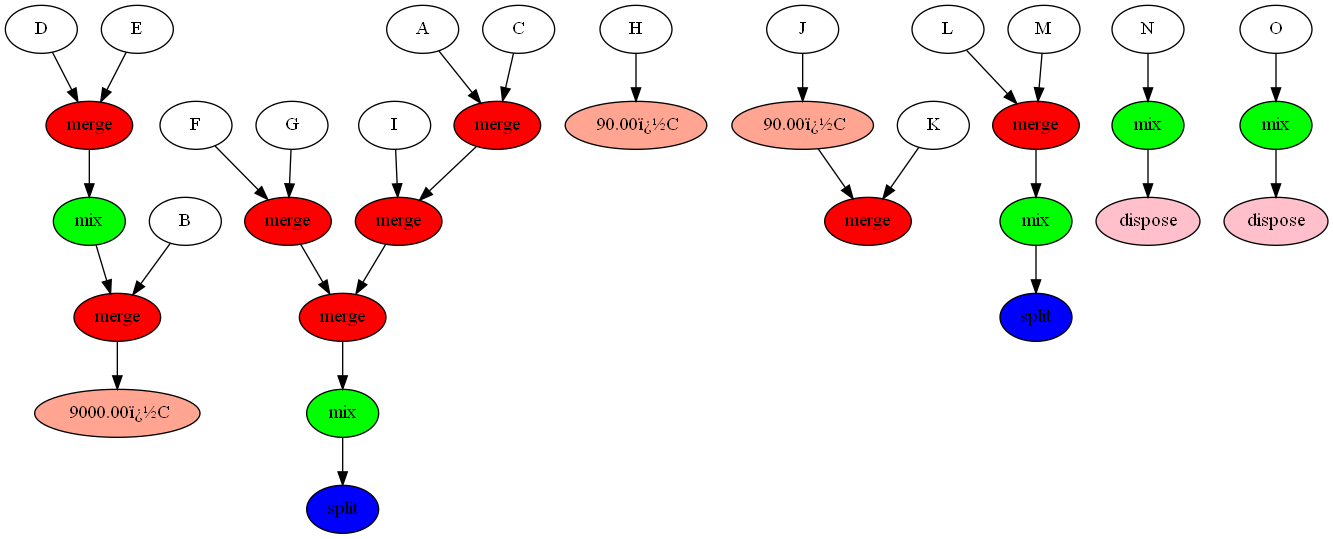 D E A C H J L M N O
merge F G I merge 90.00ï¿½C 90.00ï¿½C K merge mix mix
mix B merge merge merge mix dispose dispose
merge merge split
9000.00ï¿½C mix
split